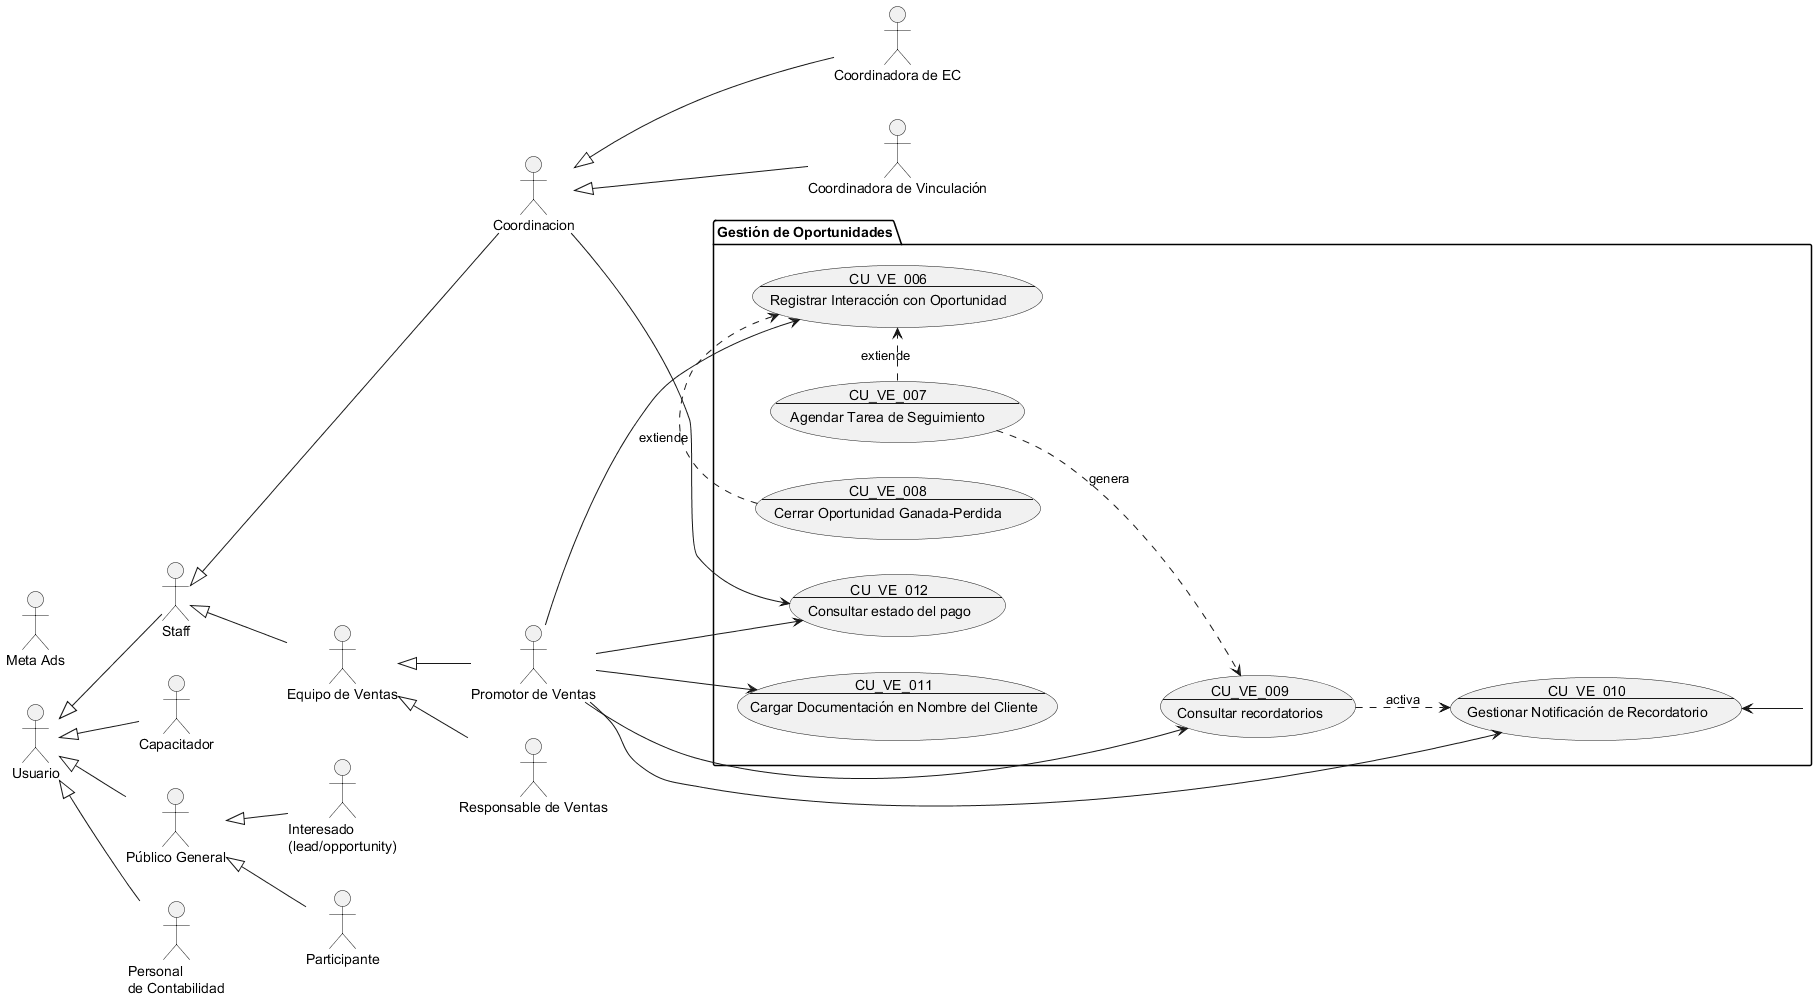 Coordinadora de EC
Coordinadora de Vinculación
Coordinacion
Gestión de Oportunidades
CU_VE_006
Registrar Interacción con Oportunidad
extiende
CU_VE_007
Agendar Tarea de Seguimiento
extiende
genera
CU_VE_008
Cerrar Oportunidad Ganada-Perdida
CU_VE_012
Consultar estado del pago
Staff
Meta Ads
Equipo de Ventas
Promotor de Ventas
CU_VE_011
Cargar Documentación en Nombre del Cliente
CU_VE_009
Consultar recordatorios
activa
CU_VE_010
Gestionar Notificación de Recordatorio
Usuario
Capacitador
Responsable de Ventas
Interesado
(lead/opportunity)
Público General
Participante
Personal
de Contabilidad